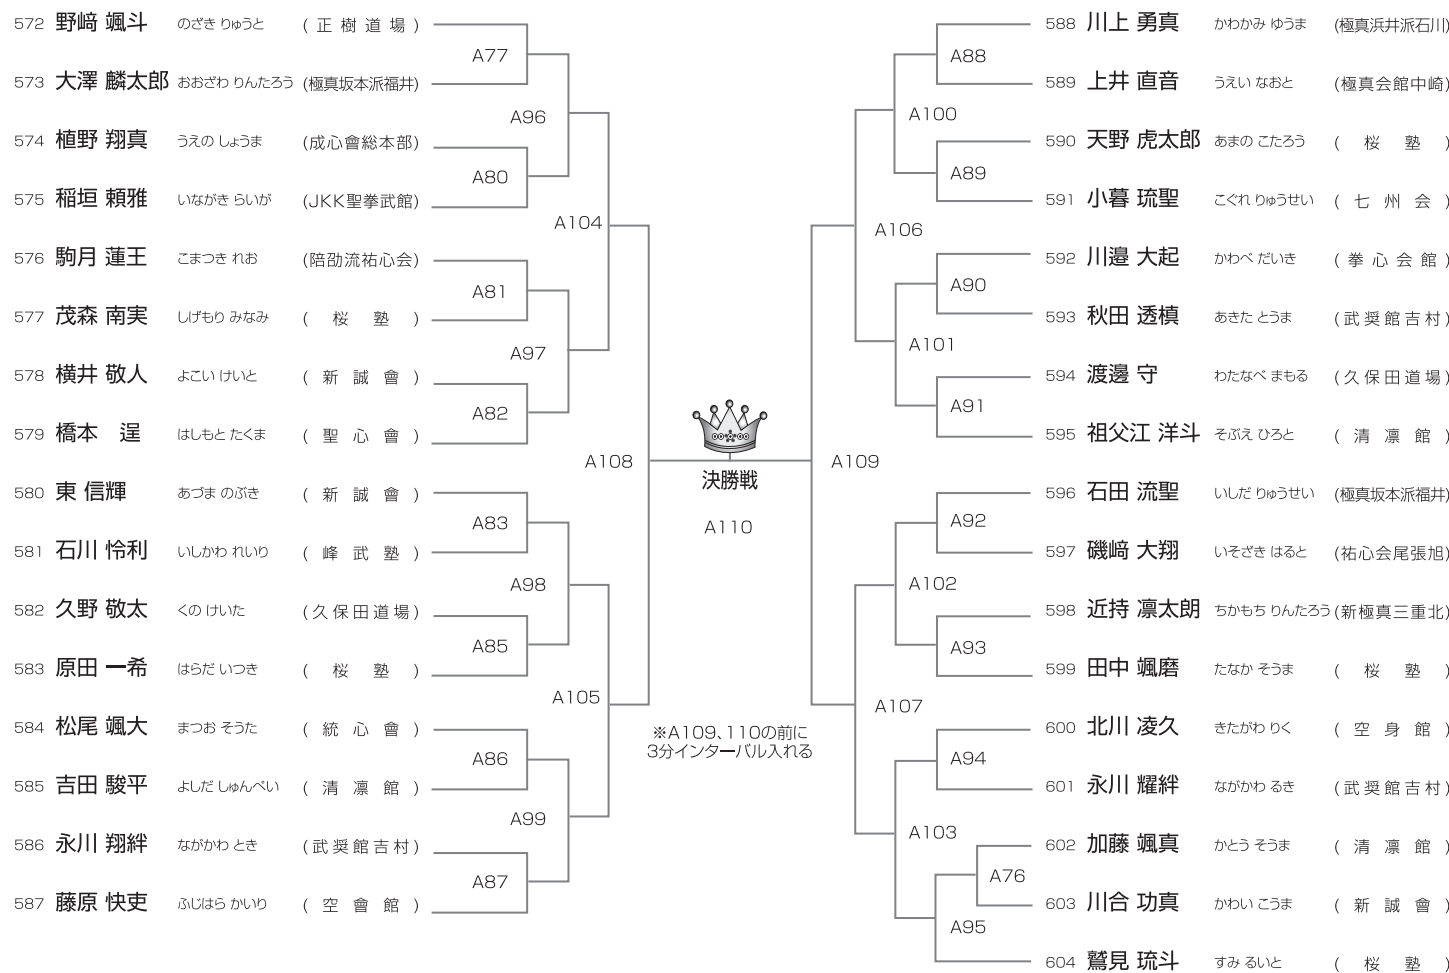 572 野﨑 颯斗 のざき りゅうと (正樹道場)
573 大澤 麟太郎 おおざわ りんたろう (極真坂本派福井)
574 植野 翔真 うえの しょうま (成心會総本部)
575 稲垣 頼雅 いながき らいが (JKK聖拳武館)
576 駒月 蓮王 こまつき れお (陪劭流祐心会)
577 茂森 南実 しげもり みなみ (桜塾)
578 横井 敬人 よこい けいと (新誠會)
579 橋本 逞 はしもと たくま (聖心會)
580 東 信輝 あづま のぶき (新誠會)
581 石川 怜利 いしかわ れいり (峰武塾)
582 久野 敬太 くの けいた (久保田道場)
583 原田 一希 はらだ いつき (桜塾)
584 松尾 颯大 まつお そうた (統心會)
585 吉田 駿平 よしだ しゅんぺい (清凛館)
586 永川 翔絆 ながかわ とき (武奨館吉村)
587 藤原 快吏 ふじはら かいり (空會館)
A77
A96
A80
A104
A81
A97
A82
A108
A83
A98
A85
A105
A86
A99
A87
決勝戦
A110
※A109、110の前に
3分インターバル入れる
A88
A100
A89
A106
A90
A101
A91
A109
A92
A102
A93
A107
A94
A103
A76
A95
588 川上 勇真 かわかみ ゆうま (極真浜井派石川)
589 上井 直音 うえい なおと (極真会館中崎)
590 天野 虎太郎 あまの こたろう (桜塾)
591 小暮 琉聖 こぐれ りゅうせい (七州会)
592 川邉 大起 かわべ だいき (拳心会館)
593 秋田 透槙 あきた とうま (武奨館吉村)
594 渡邊 守 わたなべ まもる (久保田道場)
595 祖父江 洋斗 そぶえ ひろと (清凛館)
596 石田 流聖 いしだ りゅうせい (極真坂本派福井)
597 磯﨑 大翔 いそざき はると (祐心会尾張旭)
598 近持 凛太朗 ちかもち りんたろう (新極真三重北)
599 田中 颯磨 たなか そうま (桜塾)
600 北川 凌久 きたがわ りく (空身館)
601 永川 耀絆 ながかわ るき (武奨館吉村)
602 加藤 颯真 かとう そうま (清凛館)
603 川合 功真 かわい こうま (新誠會)
604 鷲見 琉斗 すみ るいと (桜塾)